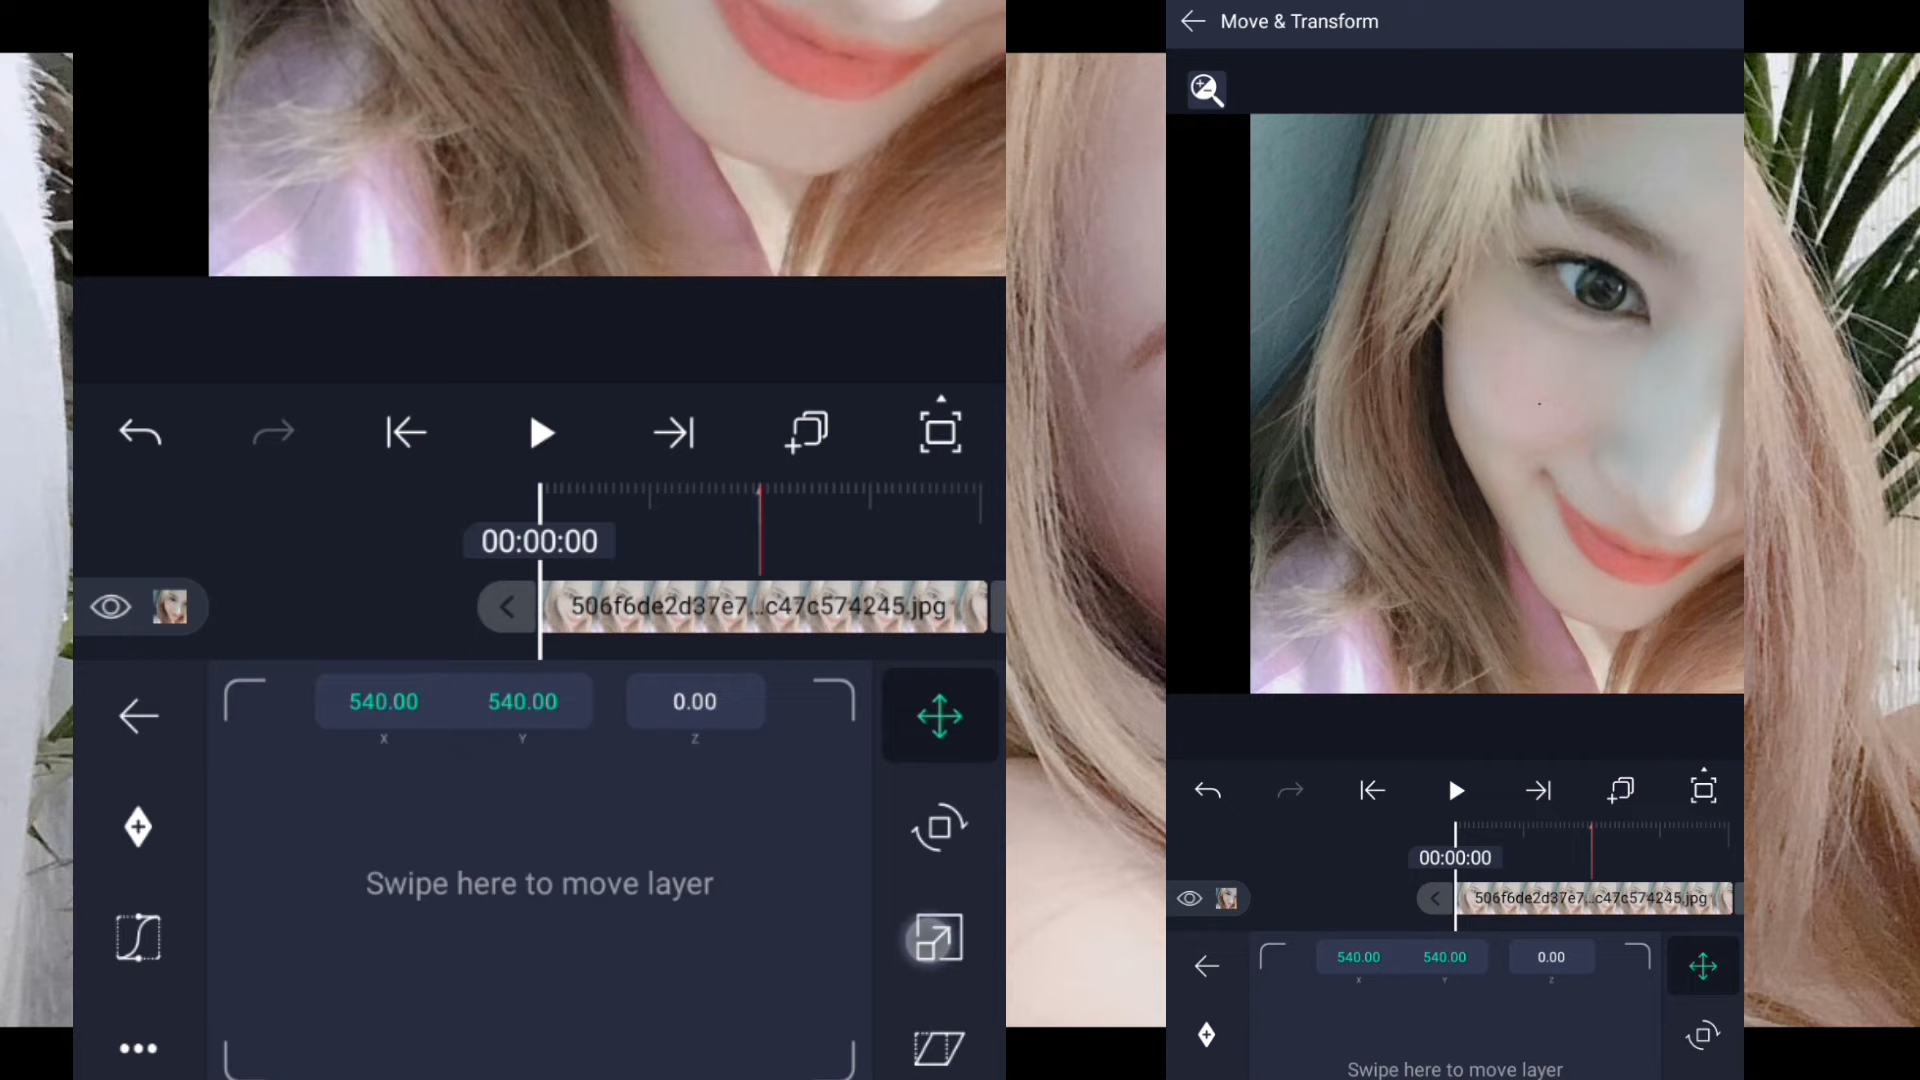 00:00:00
506f6de2d37e7...c47c574245.jpg
540.00 540.00 0.00
X Y Z
Swipe here to move layer
Move & Transform
00:00:00
506f6de2d37e7...c47c574245.jpg
540.00 540.00 0.00
X Y Z
Swipe here to move layer